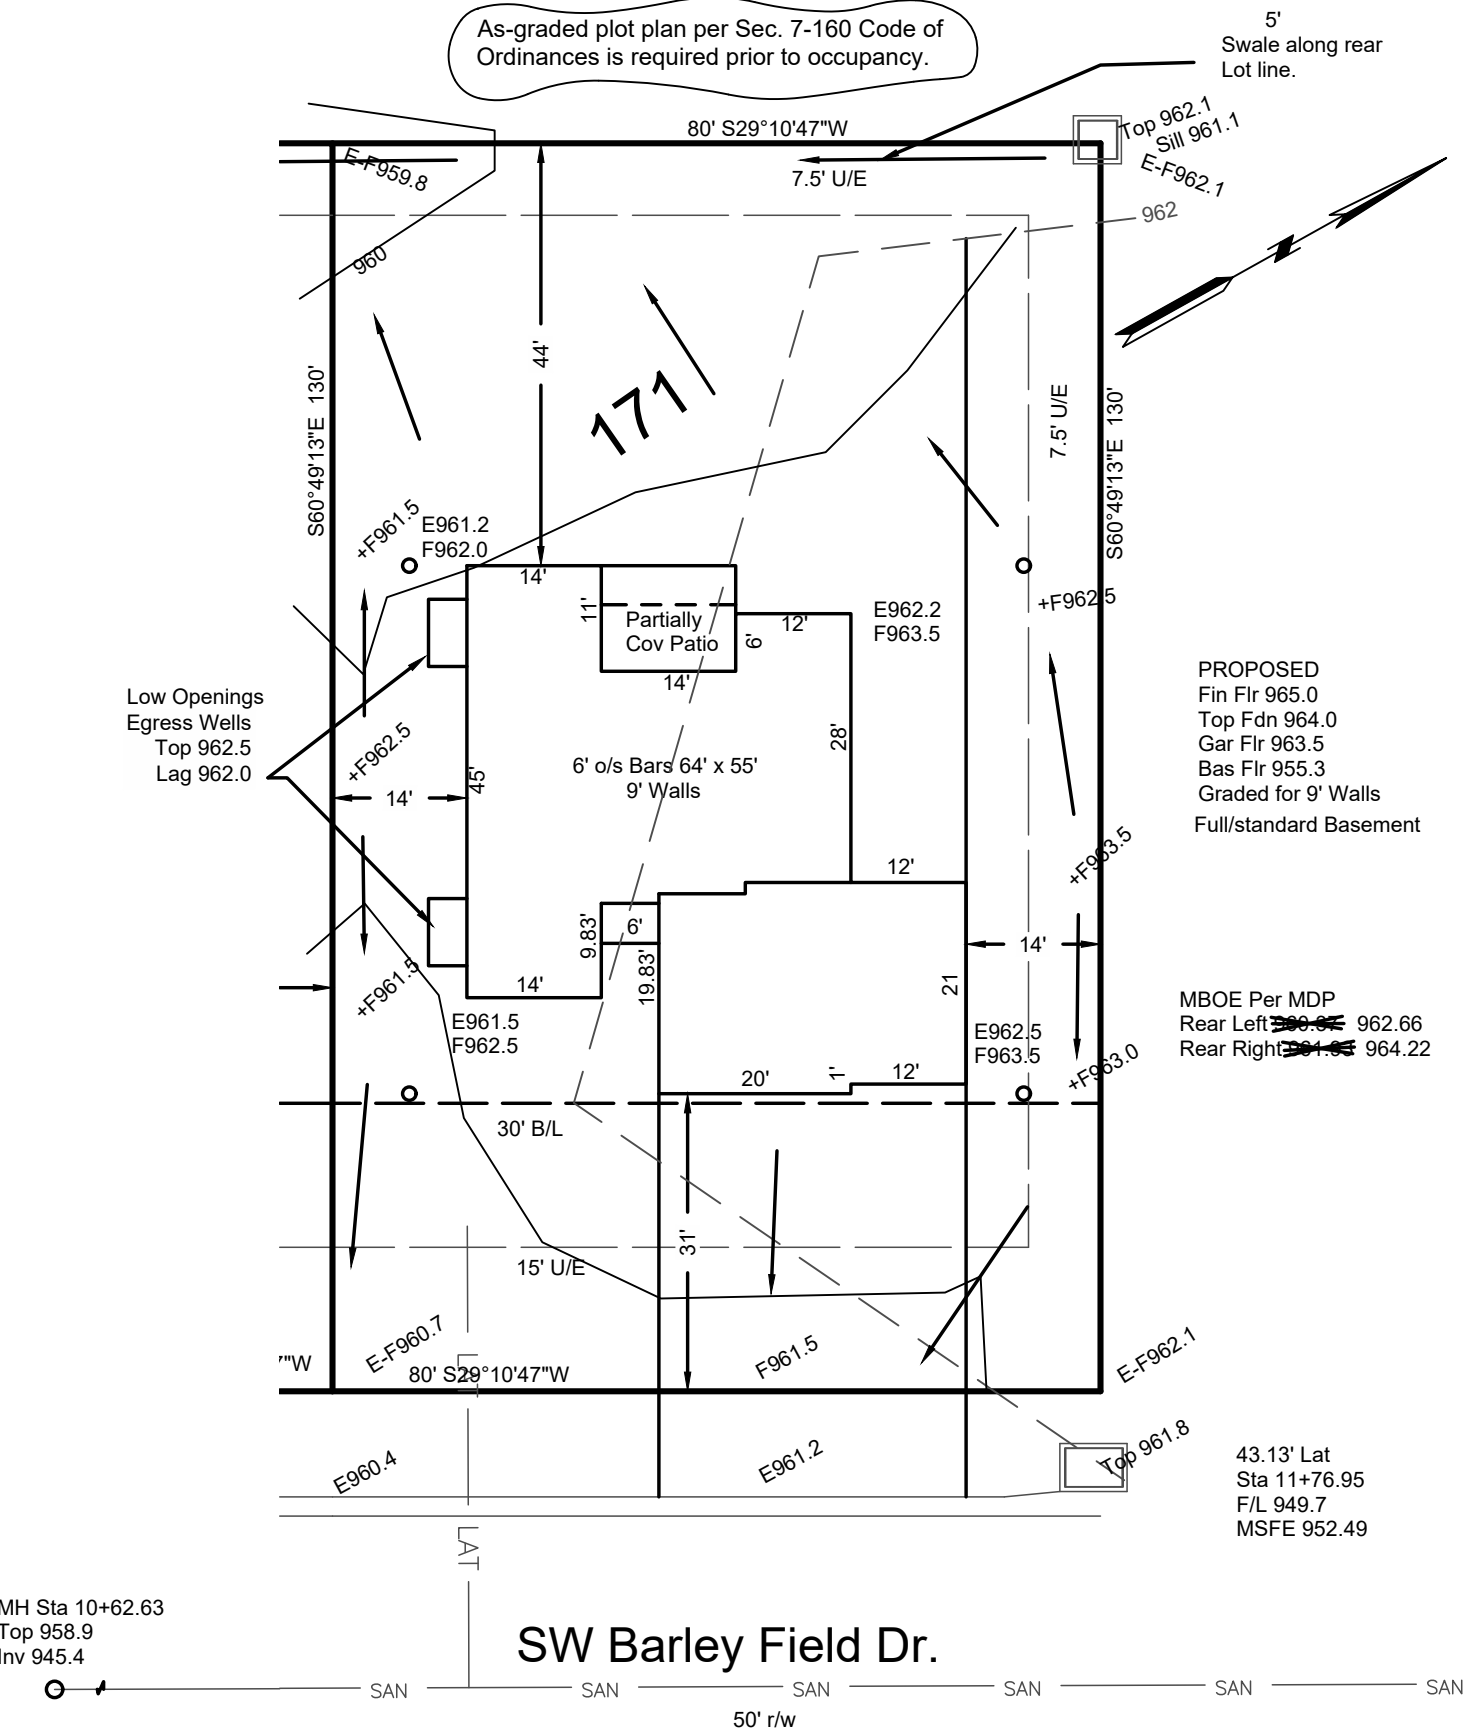 As-graded plot plan per Sec. 7-160 Code of
Ordinances is required prior to occupancy.
5'
Swale along rear
Lot line.
80' S29°10'47"W
Top 962.1
Sill 961.1
E-F962.1
E-F959.8
7.5' U/E
962
960
44'
171
S60°49'13"E 130'
7.5' U/E
S60°49'13"E 130'
+F961.5
E961.2
F962.0
14'
11'
Partially
Cov Patio
12'
6'
14'
E962.2
F963.5
+F962.5
PROPOSED
Fin Flr 965.0
Top Fdn 964.0
Gar Flr 963.5
Bas Flr 955.3
Graded for 9' Walls
Full/standard Basement
Low Openings
Egress Wells
Top 962.5
Lag 962.0
+F962.5
14'
45'
28'
6' o/s Bars 64' x 55'
9' Walls
12'
+F963.5
9.83'
6'
19.83'
14'
21
14'
+F961.5
E961.5
F962.5
E962.5
F963.5
+F963.0
MBOE Per MDP
Rear Left 962.66
Rear Right 964.22
20'
1'
12'
30' B/L
31'
15' U/E
E-F960.7
F961.5
E-F962.1
"W
80' S29°10'47"W
E960.4
E961.2
Top 961.8
43.13' Lat
Sta 11+76.95
F/L 949.7
MSFE 952.49
LAT
MH Sta 10+62.63
Top 958.9
Inv 945.4
SW Barley Field Dr.
SAN SAN SAN SAN SAN SAN
50' r/w